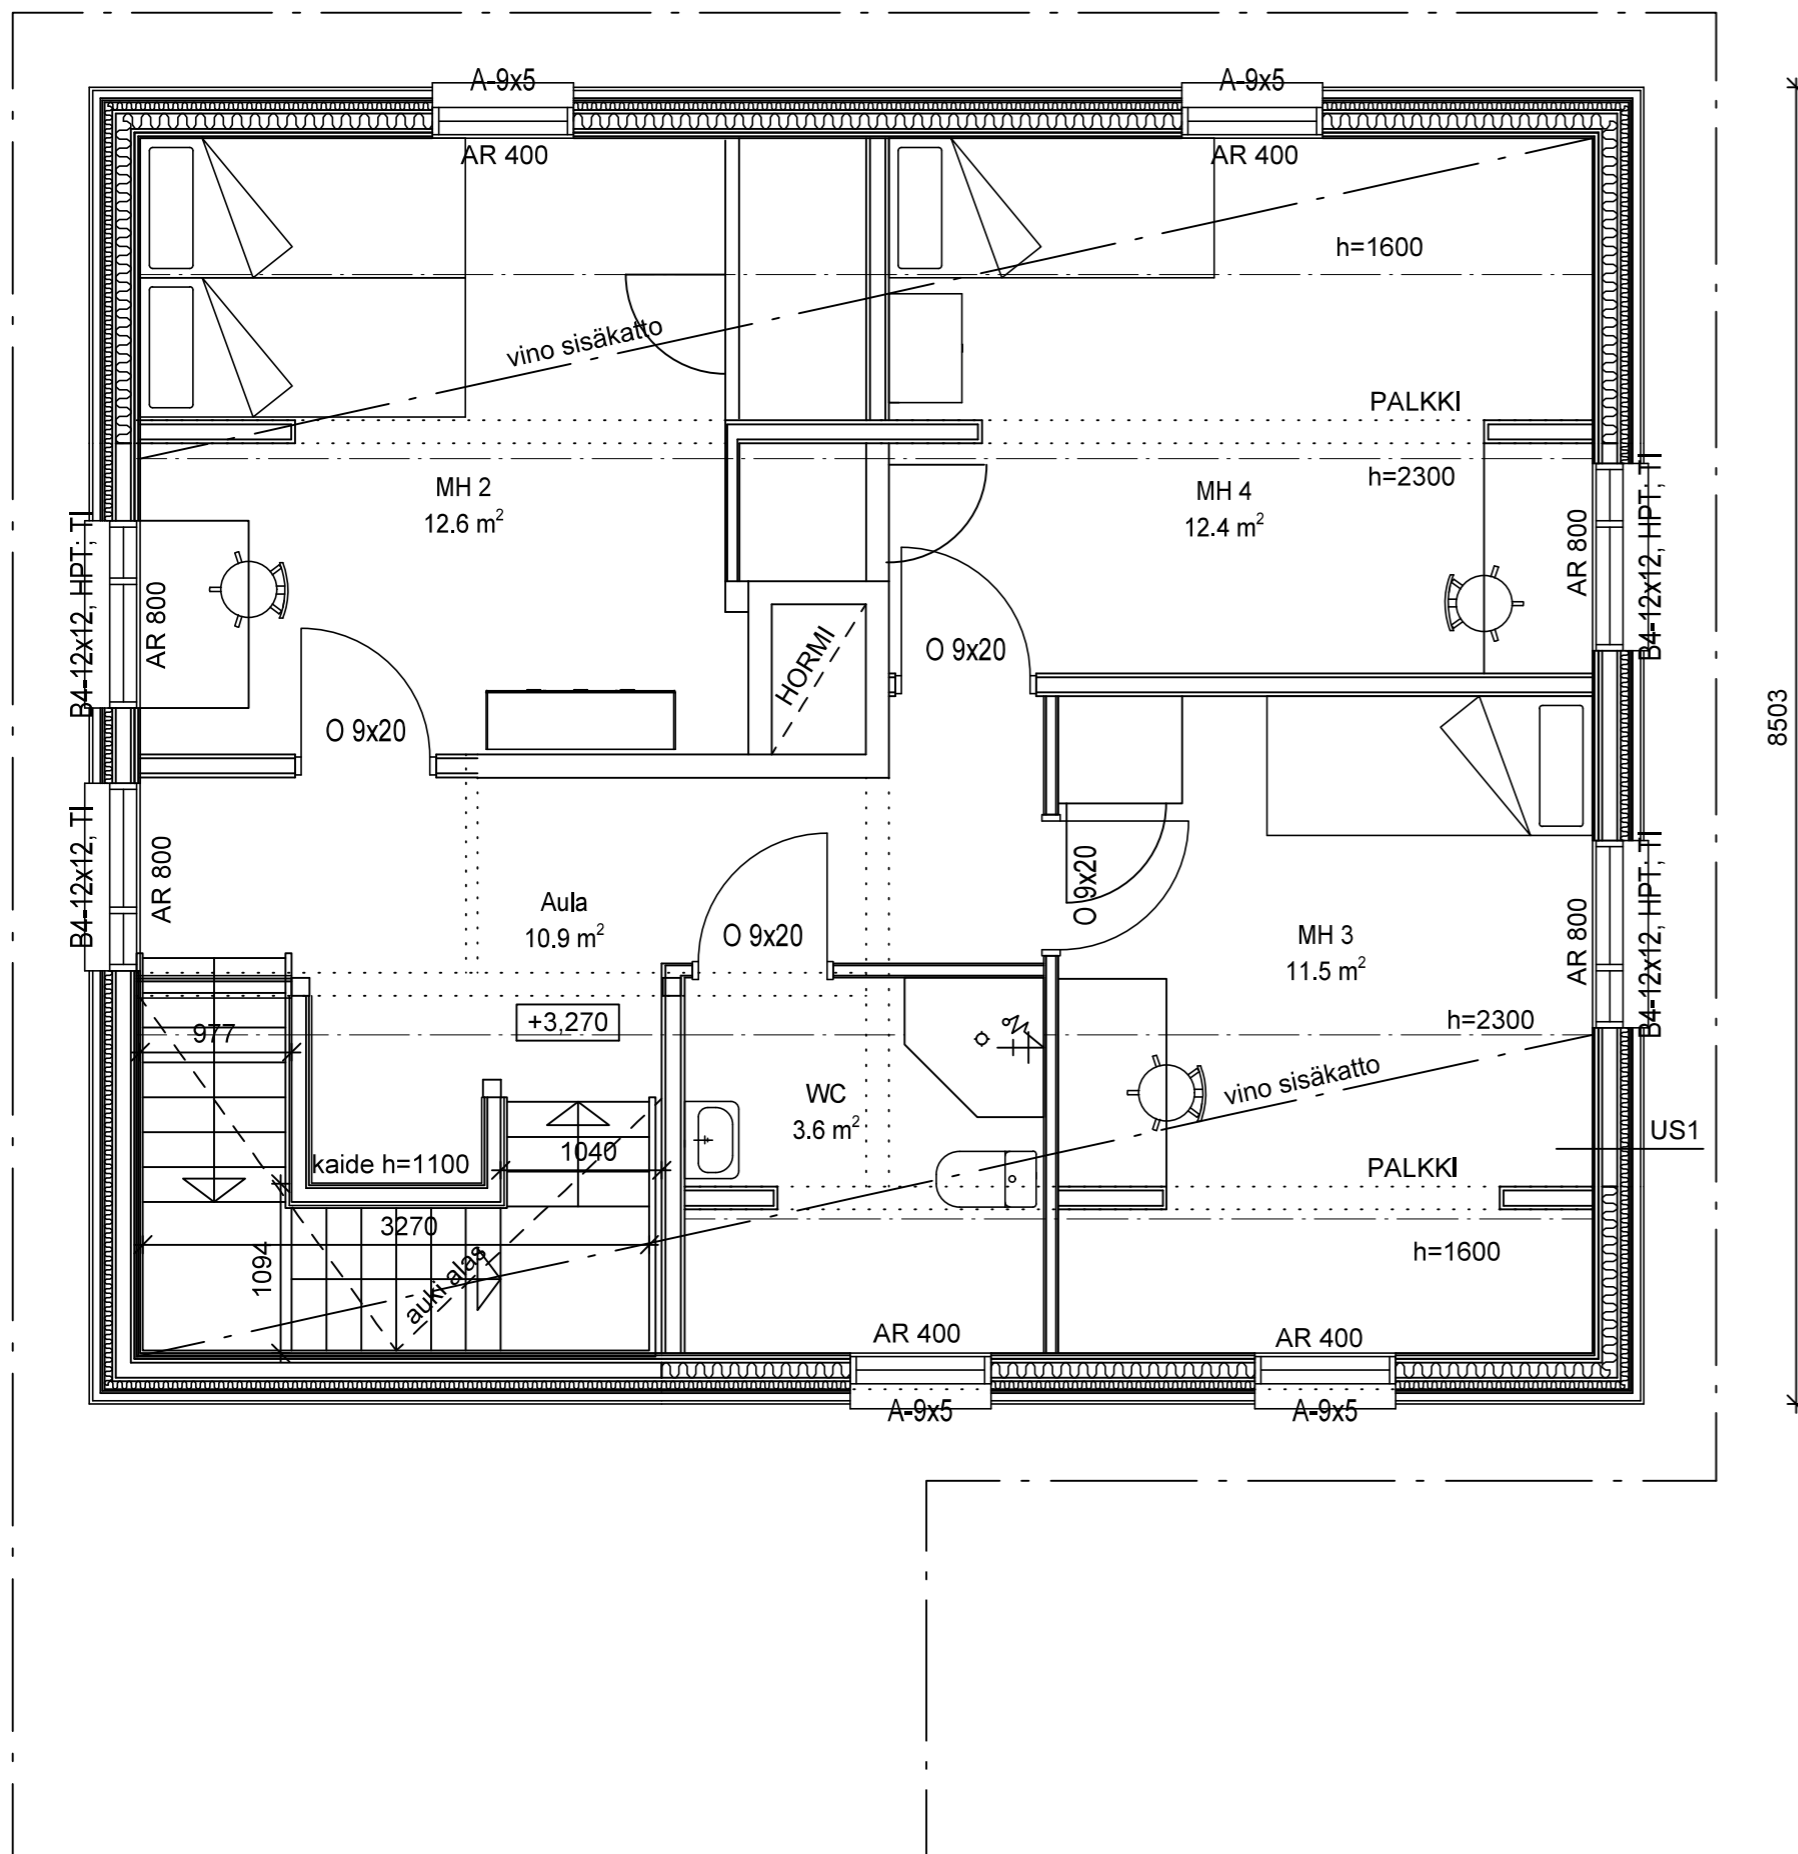 A-9x5
A-9x5
AR 400
AR 400
h=1600
vino sisäkatto
PALKKI
h=2300
MH 2
12.6 m²
MH 4
12.4 m²
B4-12x12, HPT; TI
AR 800
AR 800
B4-12x12, HPT; TI
HORMI
O 9x20
O 9x20
8503
B4-12x12, TI
AR 800
Aula
10.9 m²
O 9x20
O 9x20
MH 3
11.5 m²
AR 800
B4-12x12, HPT; TI
+3,270
h=2300
977
vino sisäkatto
WC
3.6 m²
US1
kaide h=1100
1040
PALKKI
3270
1094
auki alas
h=1600
AR 400
AR 400
A-9x5
A-9x5